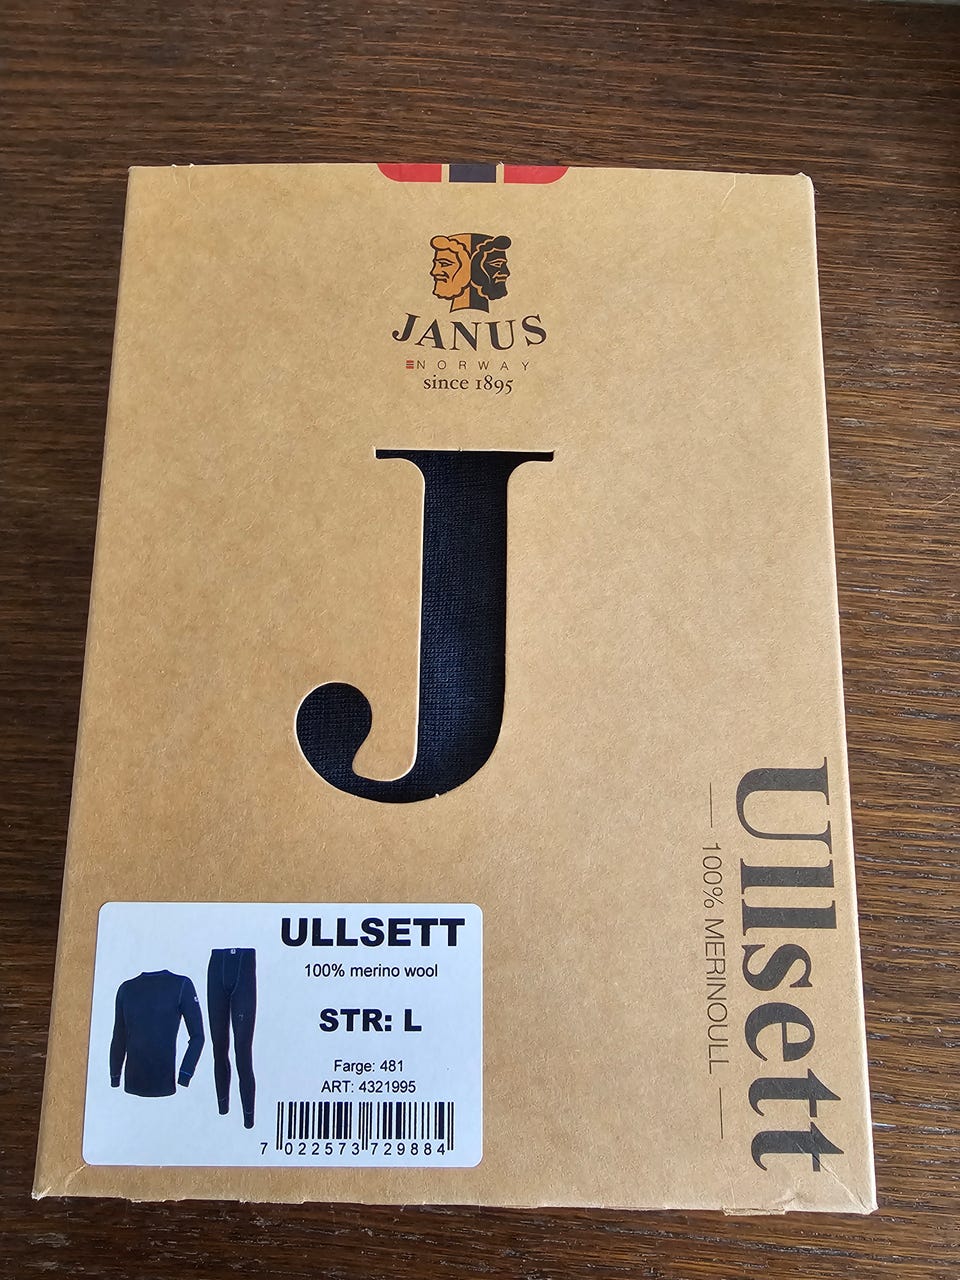 JANUS
NORWAY
since 1895
Ullsett
100% MERINOULL
ULLSETT
100% merino wool
STR: L
Farge: 481
ART: 4321995
7 022573 729884